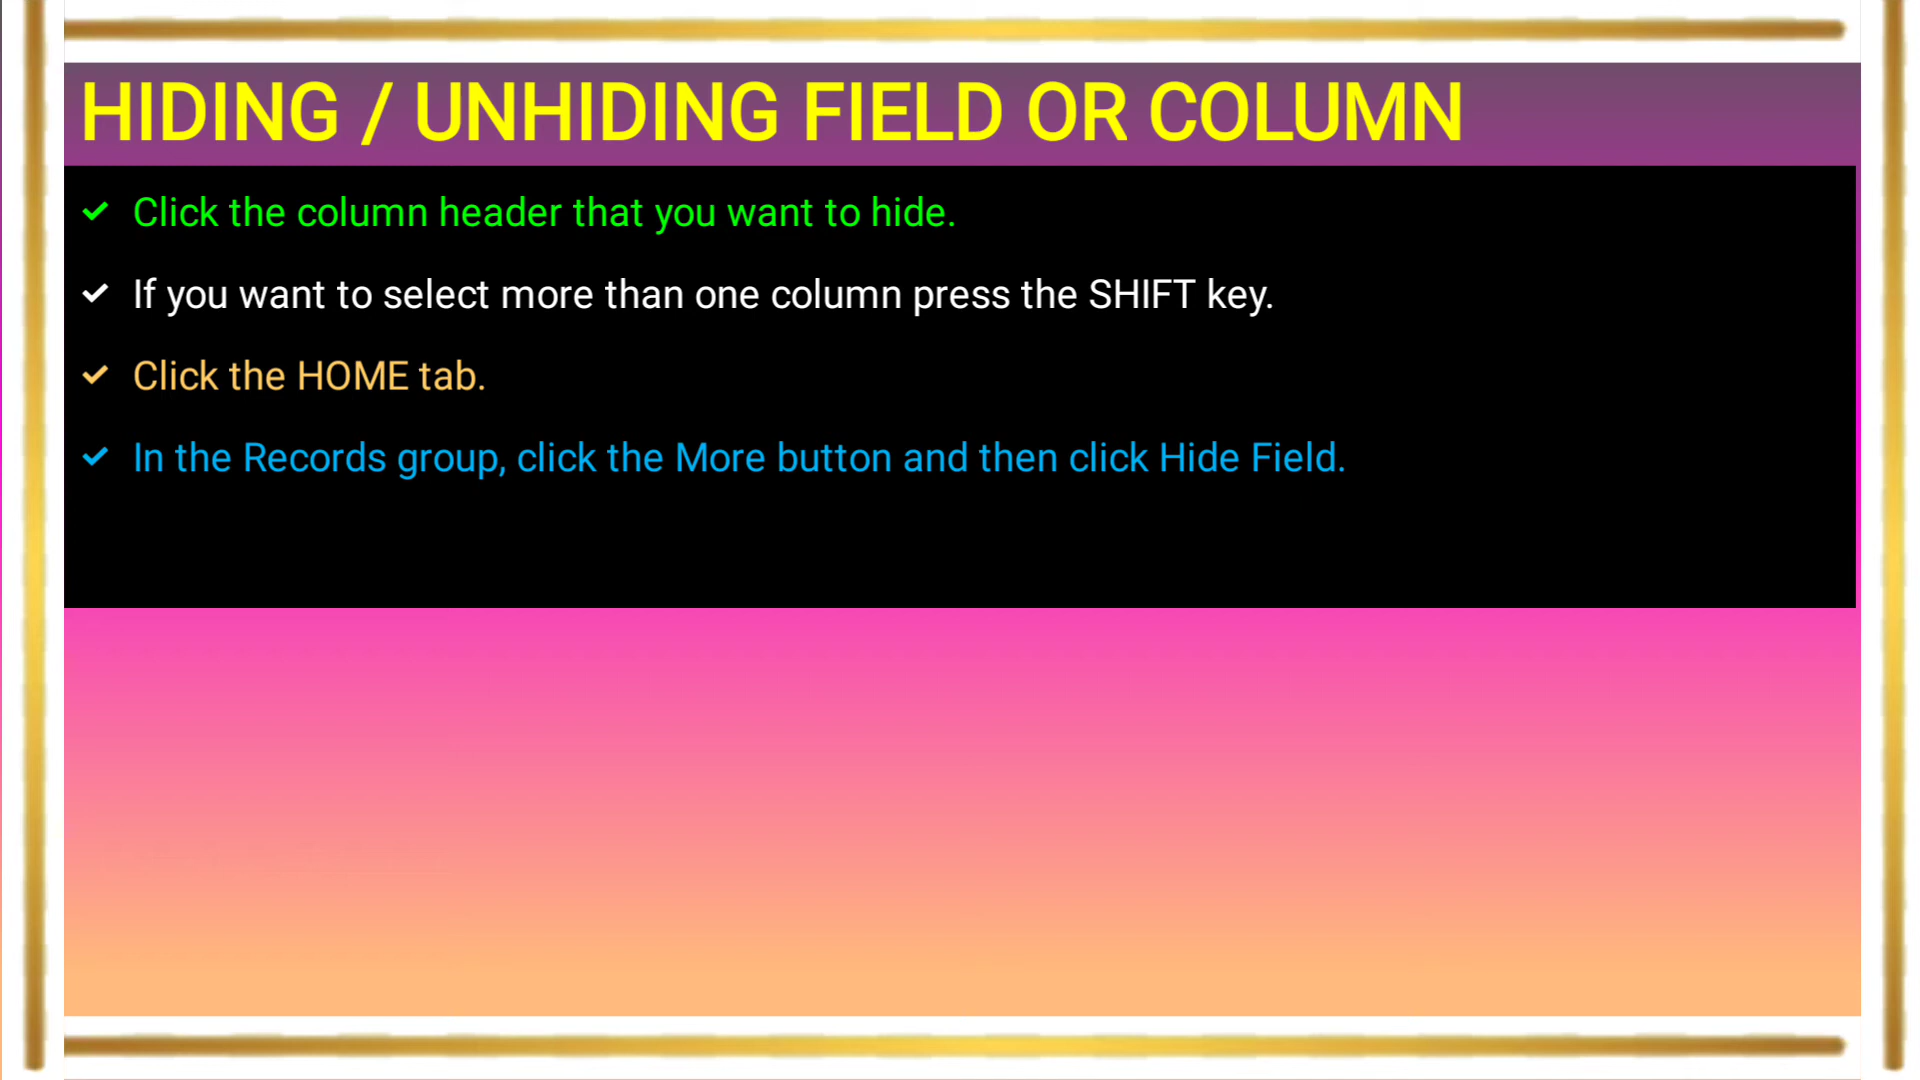 HIDING / UNHIDING FIELD OR COLUMN
✓ Click the column header that you want to hide.
✓ If you want to select more than one column press the SHIFT key.
✓ Click the HOME tab.
✓ In the Records group, click the More button and then click Hide Field.